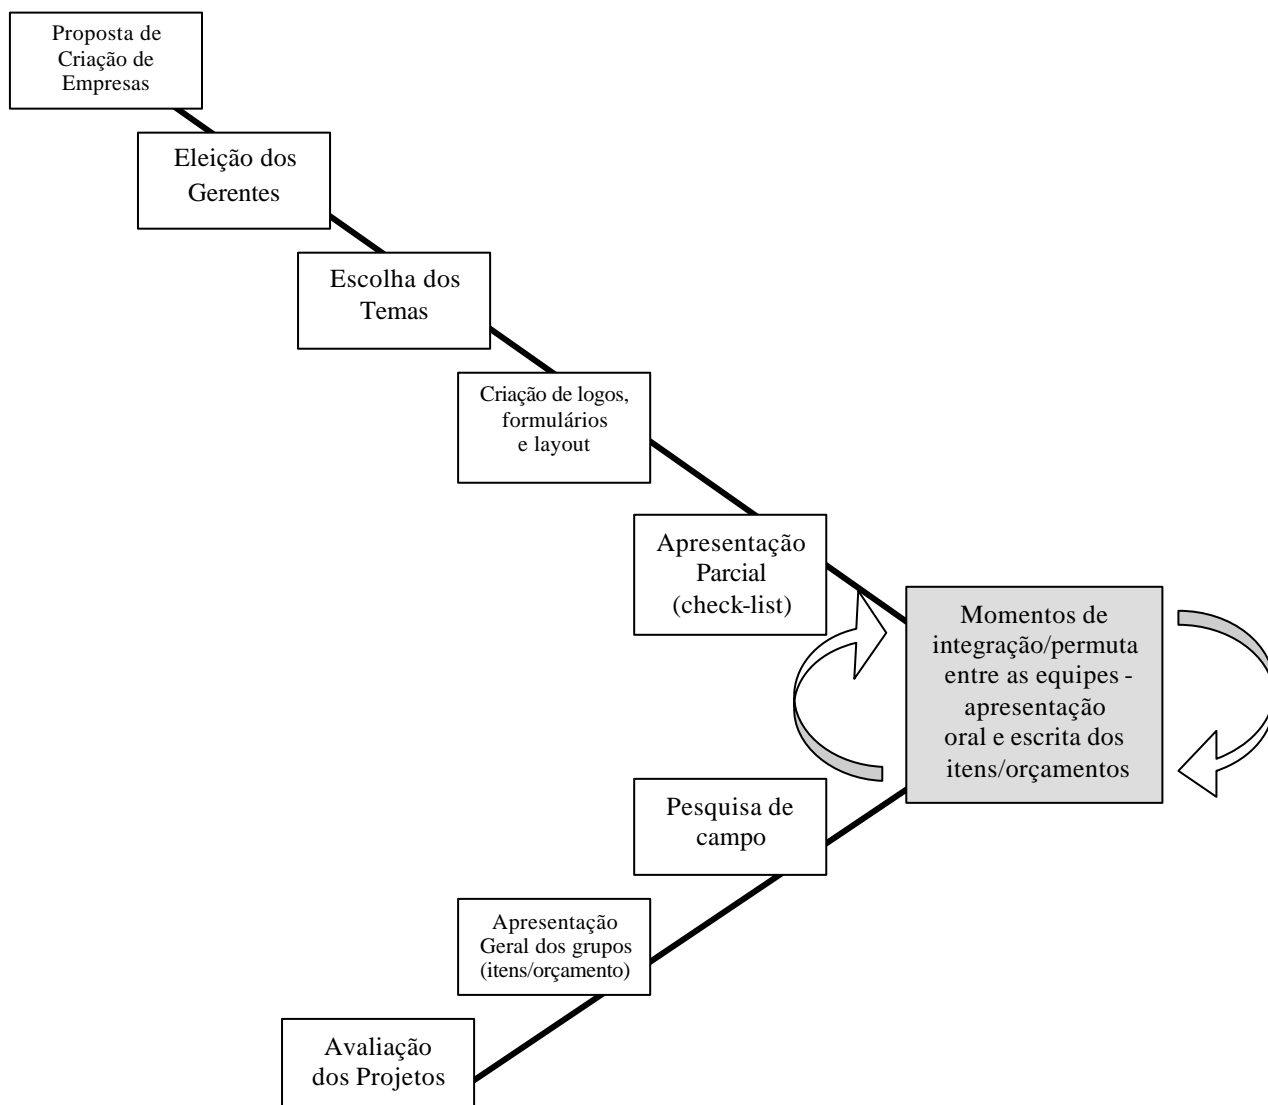 Proposta de
Criação de
Empresas
Eleição dos
Gerentes
Escolha dos
Temas
Criação de logos,
formulários
e layout
Apresentação
Parcial
(check-list)
Momentos de
integração/permuta
entre as equipes -
apresentação
oral e escrita dos
itens/orçamentos
Pesquisa de
campo
Apresentação
Geral dos grupos
(itens/orçamento)
Avaliação
dos Projetos